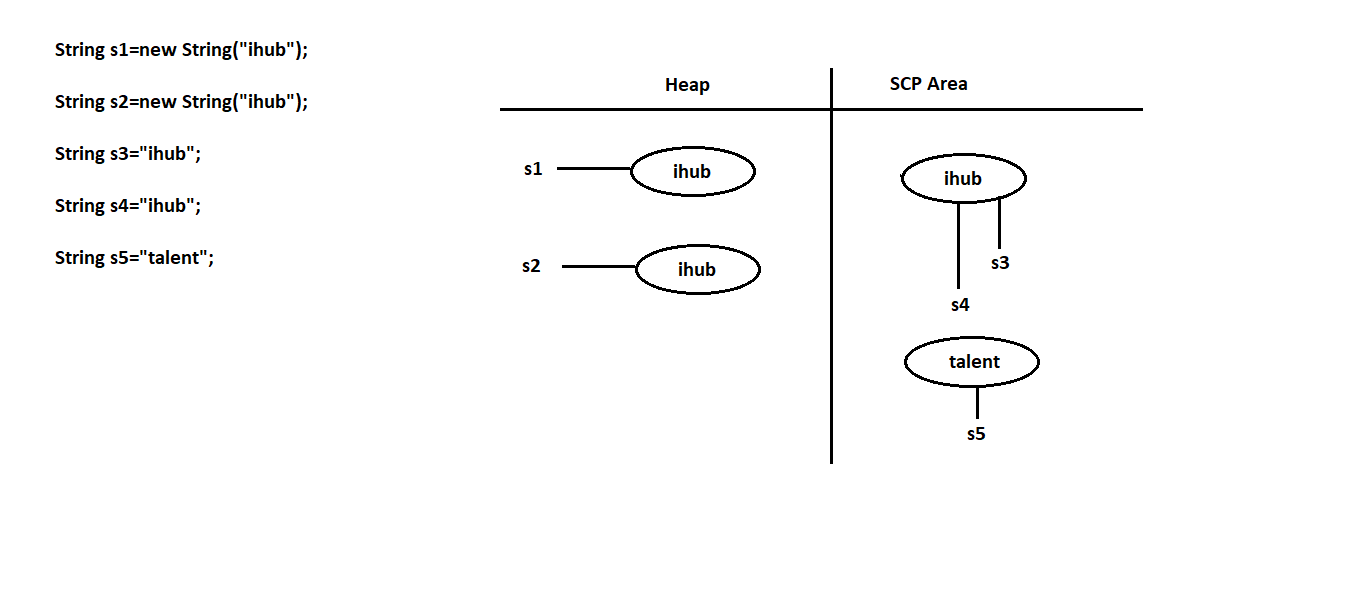 String s1=new String("ihub");
String s2=new String("ihub");
String s3="ihub";
String s4="ihub";
String s5="talent";
Heap
SCP Area
s1
ihub
s2
ihub
ihub
s3
s4
talent
s5